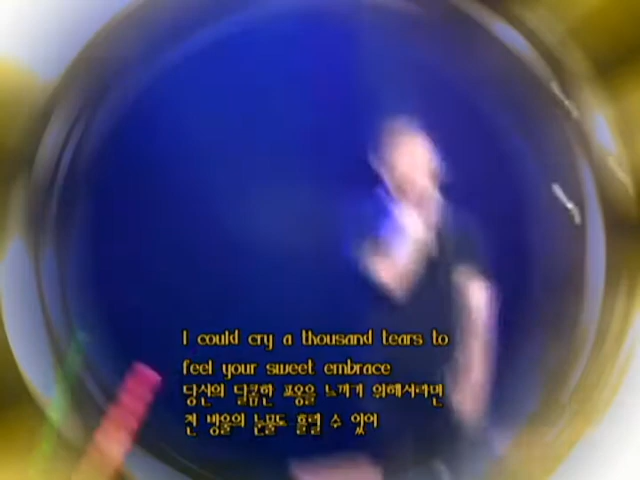 I could cry a thousand tears to
feel your sweet embrace
당신의 달콤한 포옹을 느끼기 위해서라면
천 방울의 눈물도 흘릴 수 있어